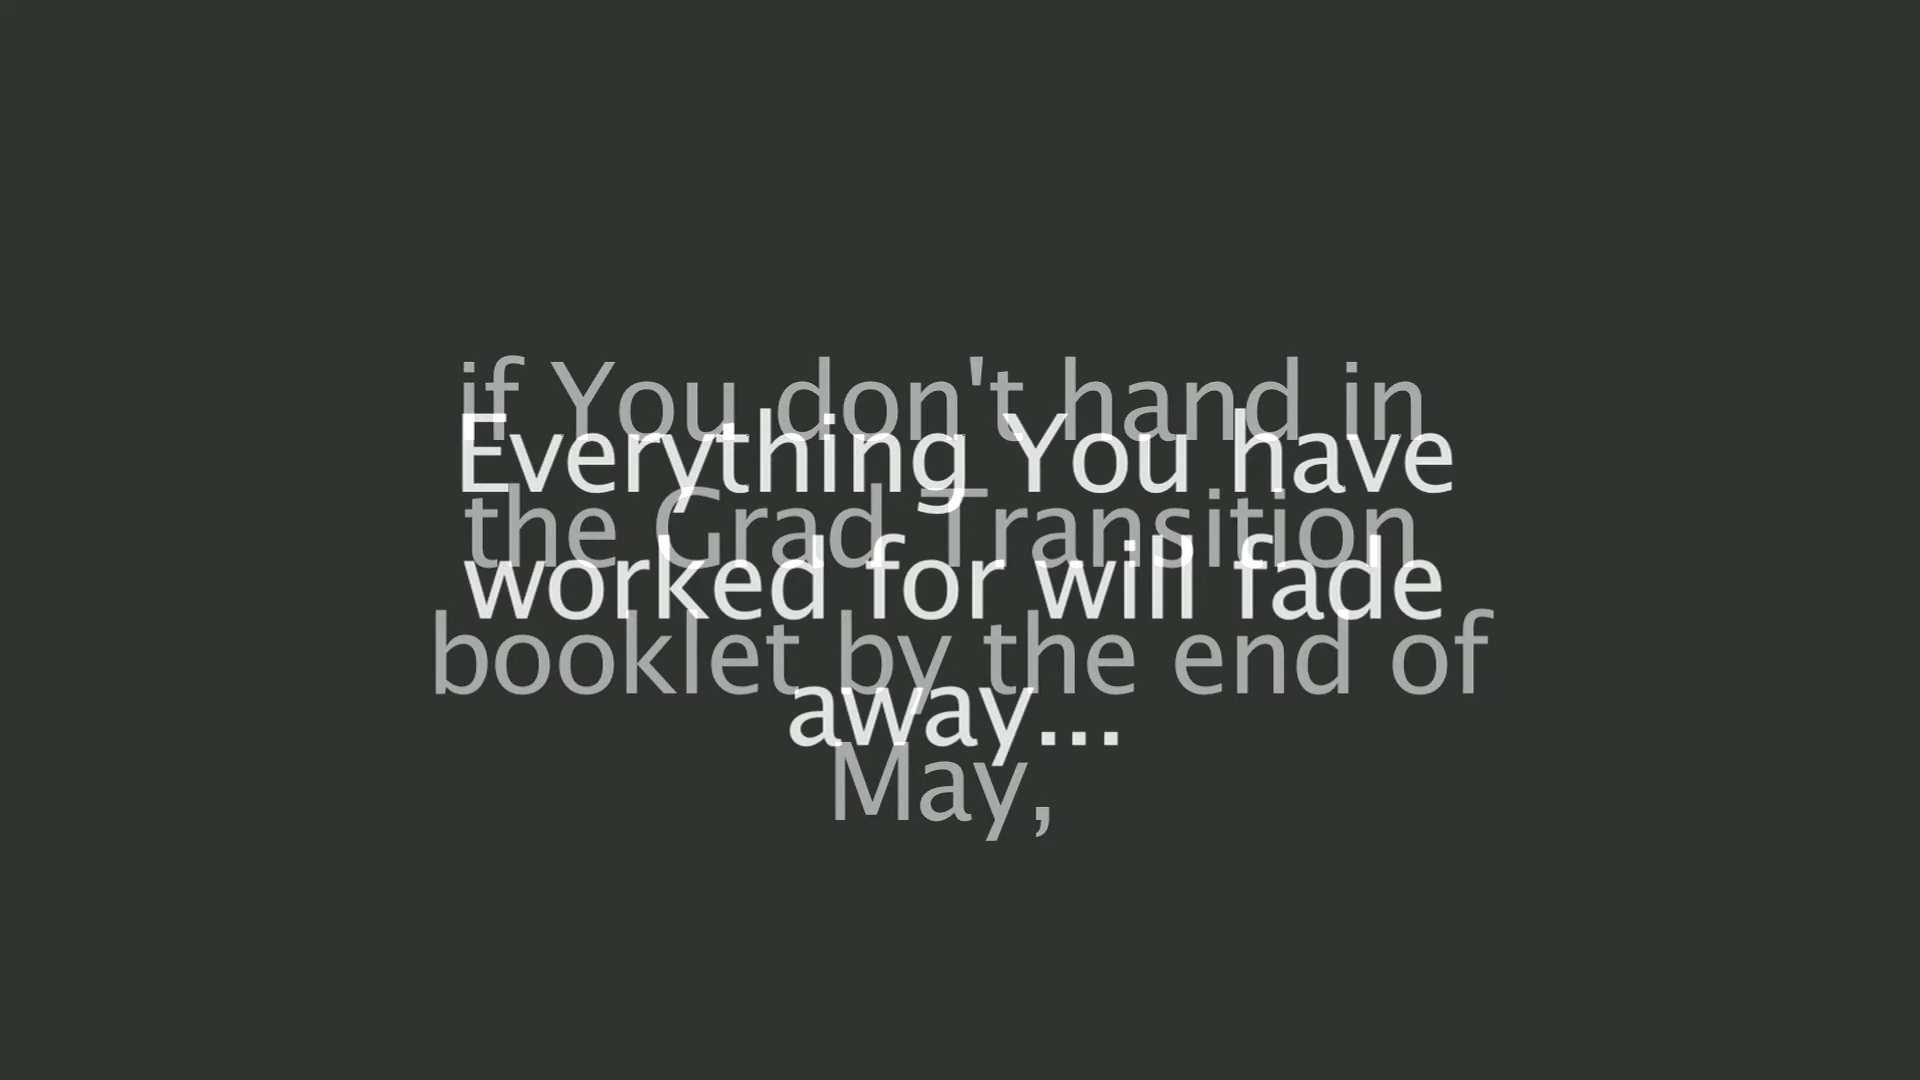 if You don't hand in
the Grad Transition
booklet by the end of
May,
Everything You have
worked for will fade
away...